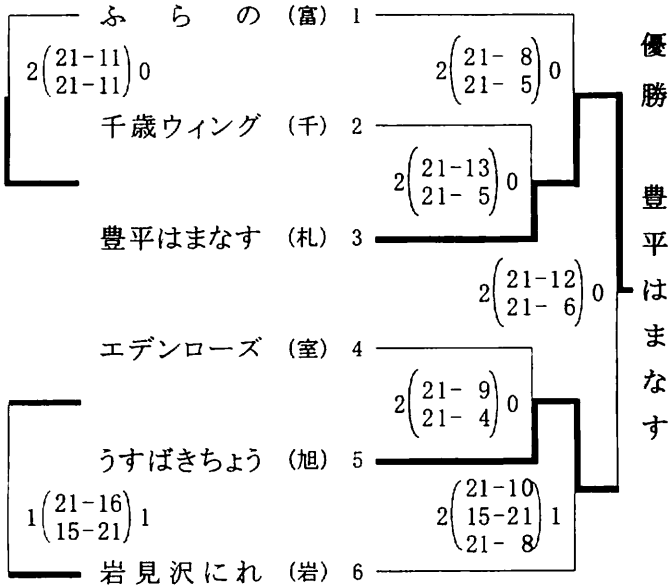 ふらの (富) 1
2(21-11 21-11)0
2(21- 8 21- 5)0
千歳ウィング (千) 2
2(21-13 21- 5)0
豊平はまなす (札) 3
2(21-12 21- 6)0
エデンローズ (室) 4
2(21- 9 21- 4)0
うすばきちょう (旭) 5
1(21-16 15-21)1
2(21-10 15-21 21- 8)1
岩見沢にれ (岩) 6
優勝 豊平はまなす